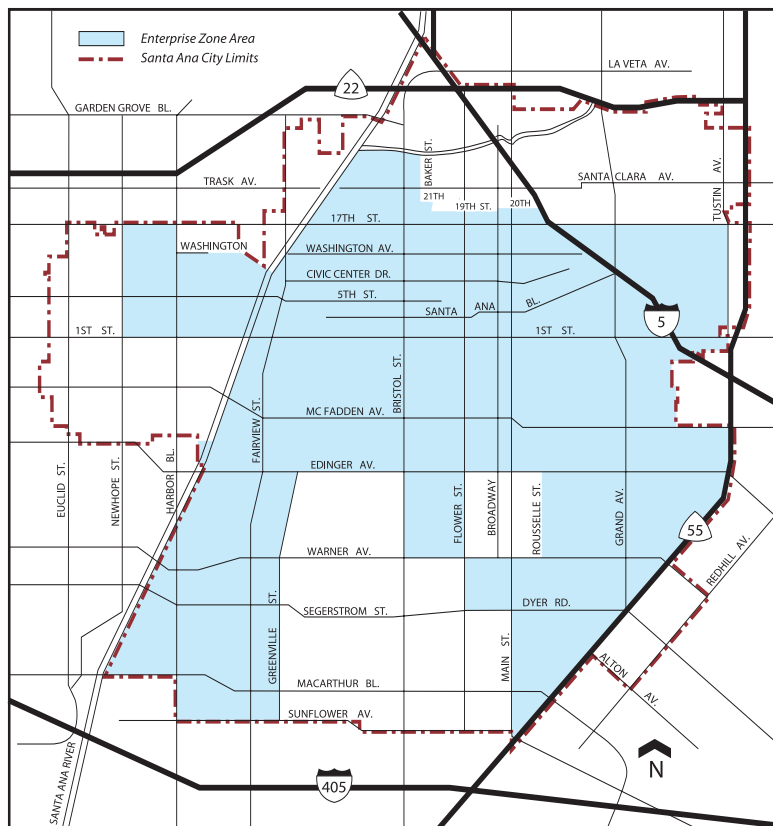 Enterprise Zone Area
Santa Ana City Limits
LA VETA AV.
22
GARDEN GROVE BL.
BAKER ST.
TRASK AV.
SANTA CLARA AV.
TUSTIN AV.
21TH
19TH ST.
20TH
17TH ST.
WASHINGTON
WASHINGTON AV.
CIVIC CENTER DR.
5TH ST.
SANTA ANA BL.
5
1ST ST.
1ST ST.
BRISTOL ST.
FAIRVIEW ST.
MC FADDEN AV.
EDINGER AV.
EUCLID ST.
NEWHOPE ST.
HARBOR BL.
FLOWER ST.
BROADWAY
ROUSSELLE ST.
GRAND AV.
55
WARNER AV.
REDHILL AV.
GREENVILLE ST.
SEGERSTROM ST.
DYER RD.
MAIN ST.
ALTON AV.
MACARTHUR BL.
SUNFLOWER AV.
SANTA ANA RIVER
405
N